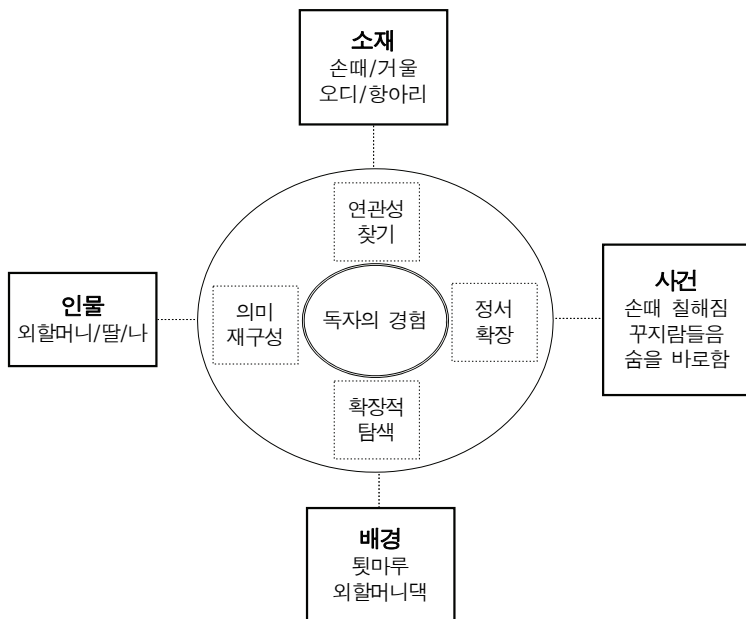 소재
손때/거울
오디/항아리
연관성
찾기
인물
외할머니/딸/나
의미
재구성
독자의 경험
정서
확장
사건
손때 칠해짐
꾸지람들음
숨을 바로함
확장적
탐색
배경
툇마루
외할머니댁